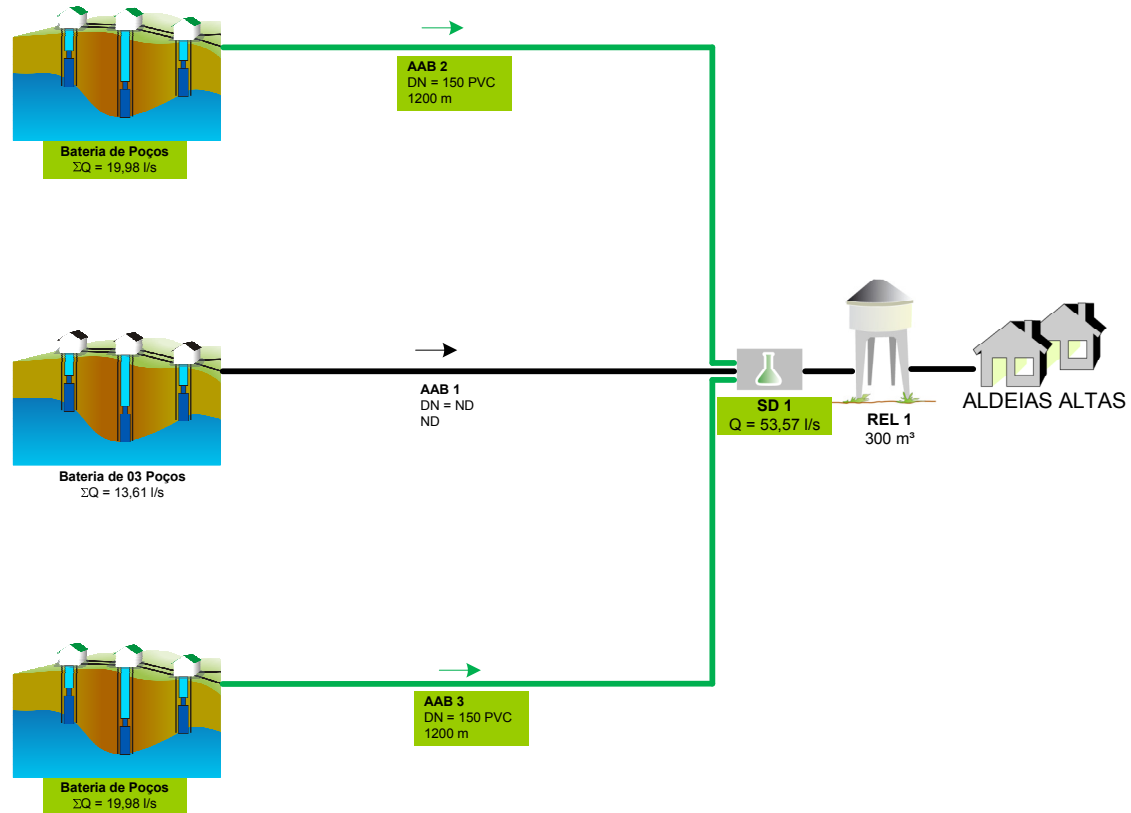 AAB 2
DN = 150 PVC
1200 m
Bateria de Poços
ΣQ = 19,98 l/s
AAB 1
DN = ND
ND
Bateria de 03 Poços
ΣQ = 13,61 l/s
SD 1
Q = 53,57 l/s
REL 1
300 m³
ALDEIAS ALTAS
AAB 3
DN = 150 PVC
1200 m
Bateria de Poços
ΣQ = 19,98 l/s